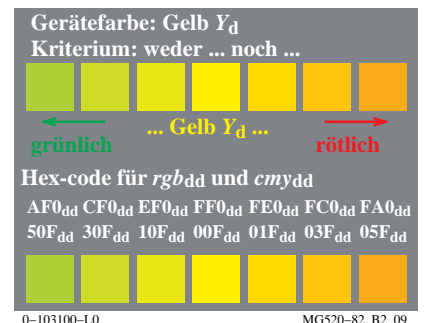 Gerätefarbe: Gelb Yd
Kriterium: weder ... noch ...
... Gelb Yd ...
grünlich rötlich
Hex-code für rgbdd und cmydd
AF0dd CF0dd EF0dd FF0dd FE0dd FC0dd FA0dd
50Fdd 30Fdd 10Fdd 00Fdd 01Fdd 03Fdd 05Fdd
0–103100–L0 MG520–82, B2_09